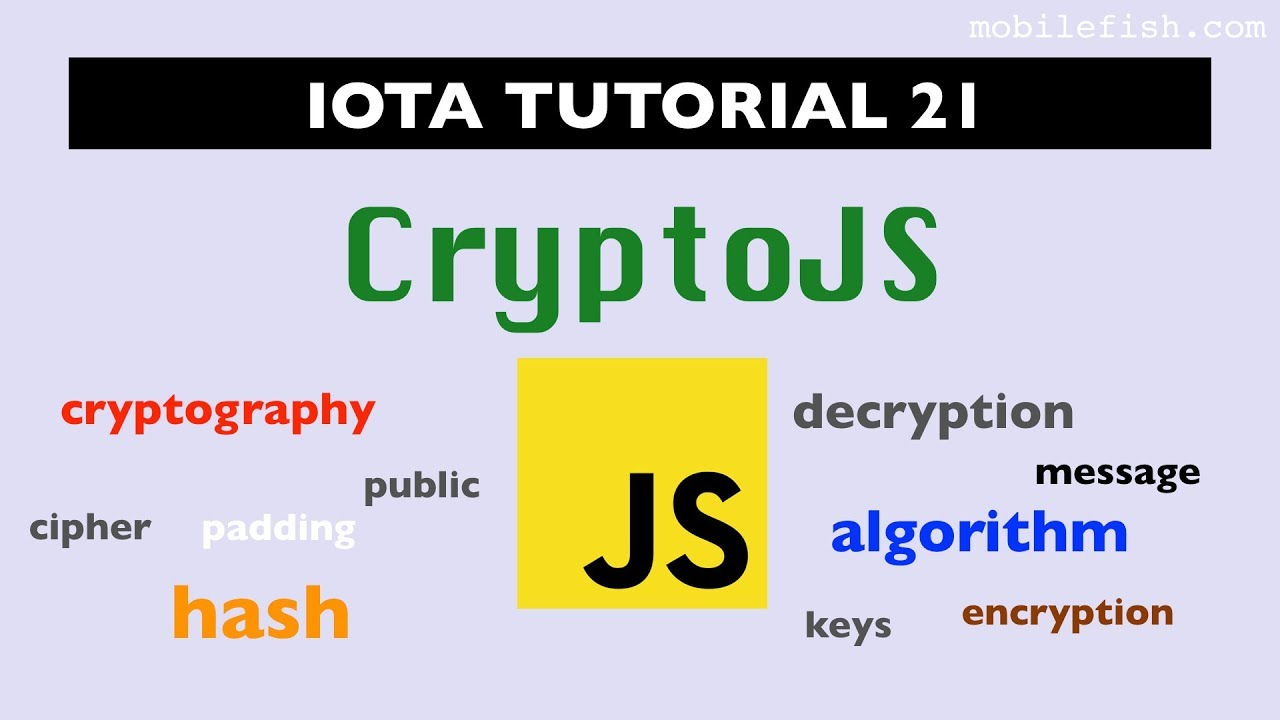 mobilefish.com
IOTA TUTORIAL 21
CryptoJS
cryptography
decryption
public
message
cipher
padding
JS
algorithm
hash
keys
encryption